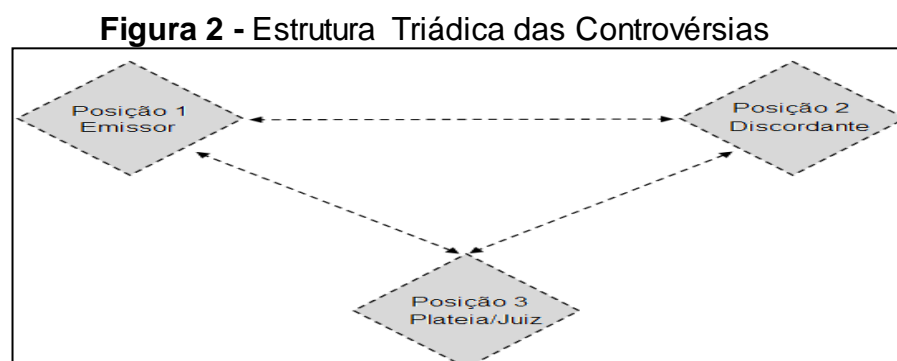 Figura 2 - Estrutura Triádica das Controvérsias
Posição 1
Emissor
Posição 2
Discordante
Posição 3
Plateia/Juiz